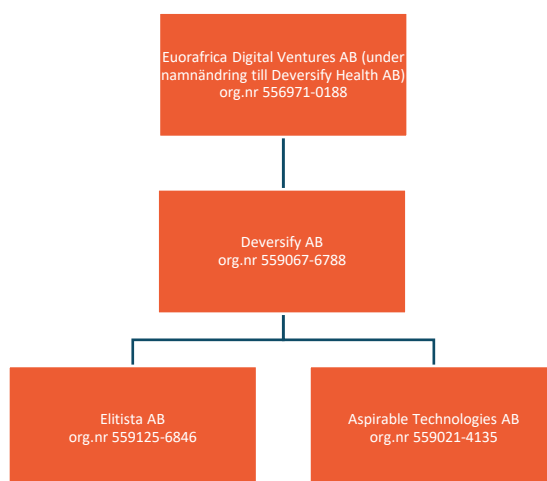 Euorafrica Digital Ventures AB (under
namnändring till Deversify Health AB)
org.nr 556971-0188
Deversify AB
org.nr 559067-6788
Elitista AB
org.nr 559125-6846
Aspirable Technologies AB
org.nr 559021-4135